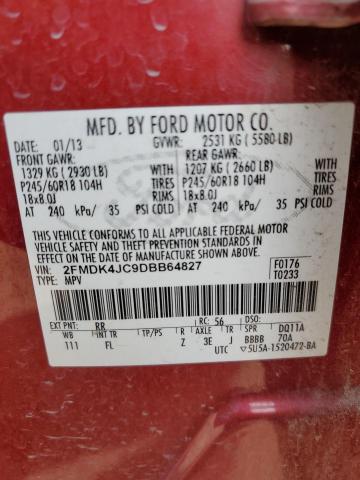 MFD. BY FORD MOTOR CO.
DATE: 01/13 GVWR: 2531 KG ( 5580 LB)
FRONT GAWR: REAR GAWR:
1329 KG ( 2930 LB) WITH 1207 KG ( 2660 LB) WITH
P245/60R18 104H TIRES P245/60R18 104H TIRES
18x8.0J RIMS 18x8.0J RIMS
AT 240 kPa/ 35 PSI COLD AT 240 kPa/ 35 PSI COLD
THIS VEHICLE CONFORMS TO ALL APPLICABLE FEDERAL MOTOR
VEHICLE SAFETY AND BUMPER STANDARDS IN EFFECT ON THE DATE OF
MANUFACTURE SHOWN ABOVE.
VIN: 2FMDK4JC9DBB64827 F0176
TYPE: MPV T0233
EXT PNT: RR RC: 56 DSO:
WB INT TR TP/PS R AXLE TR SPR DQ11A
111 FL Z 3E J BBBB 70A
UTC ▽5U5A-1520472-BA